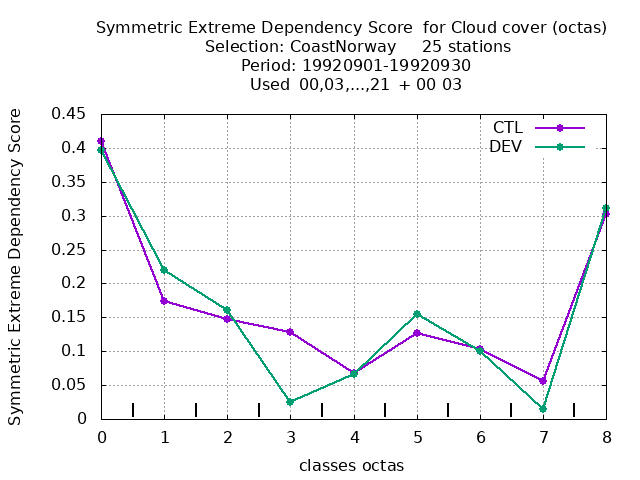 Symmetric Extreme Dependency Score  for Cloud cover (octas)
Selection: CoastNorway     25 stations
Period: 19920901-19920930
Used  00,03,...,21  + 00 03
CTL
DEV
Symmetric Extreme Dependency Score
0.45
0.4
0.35
0.3
0.25
0.2
0.15
0.1
0.05
0
0 1 2 3 4 5 6 7 8
classes octas